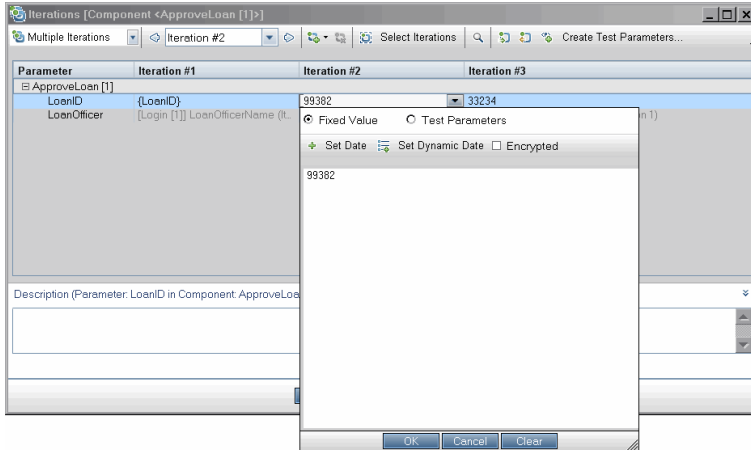 Iterations [Component <ApproveLoan [1]>]
Multiple Iterations Iteration #2 Select Iterations Create Test Parameters...
Parameter Iteration #1 Iteration #2 Iteration #3
ApproveLoan [1]
LoanID {LoanID} 99382 33234
LoanOfficer [Login [1]] LoanOfficerName (It.. n 1)
Fixed Value Test Parameters
Set Date Set Dynamic Date Encrypted
99382
Description (Parameter: LoanID in Component: ApproveLoa
OK Cancel Clear